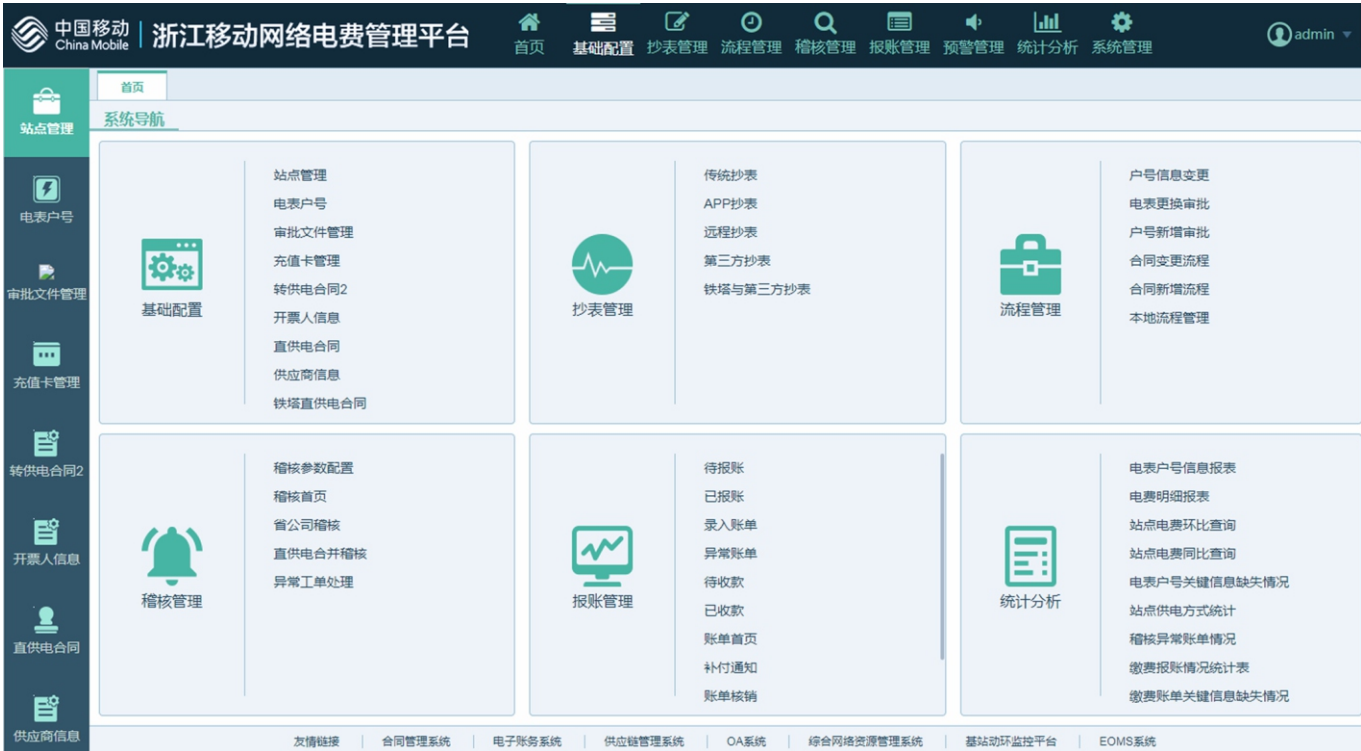 中国移动
China Mobile
浙江移动网络电费管理平台
首页
基础配置
抄表管理
流程管理
稽核管理
报账管理
预警管理
统计分析
系统管理
admin
站点管理
电表户号
审批文件管理
充值卡管理
转供电合同2
开票人信息
直供电合同
供应商信息
首页
系统导航
基础配置
站点管理
电表户号
审批文件管理
充值卡管理
转供电合同2
开票人信息
直供电合同
供应商信息
铁塔直供电合同
抄表管理
传统抄表
APP抄表
远程抄表
第三方抄表
铁塔与第三方抄表
流程管理
户号信息变更
电表更换审批
户号新增审批
合同变更流程
合同新增流程
本地流程管理
稽核管理
稽核参数配置
稽核首页
省公司稽核
直供电合并稽核
异常工单处理
报账管理
待报账
已报账
录入账单
异常账单
待收款
已收款
账单首页
补付通知
账单核销
统计分析
电表户号信息报表
电费明细报表
站点电费环比查询
站点电费同比查询
电表户号关键信息缺失情况
站点供电方式统计
稽核异常账单情况
缴费报账情况统计表
缴费账单关键信息缺失情况
友情链接
合同管理系统
电子账务系统
供应链管理系统
OA系统
综合网络资源管理系统
基站动环监控平台
EOMS系统